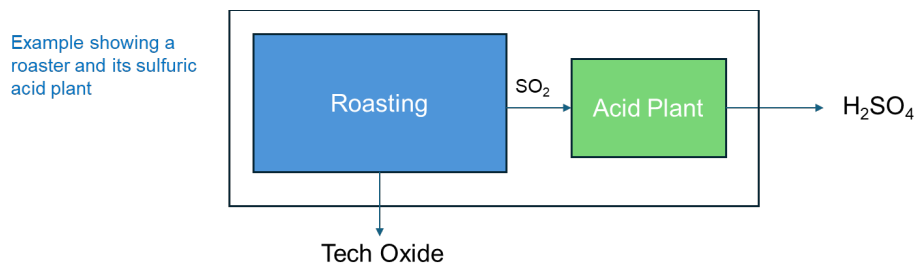 Example showing a
roaster and its sulfuric
acid plant
Roasting
SO₂
Acid Plant
H₂SO₄
Tech Oxide